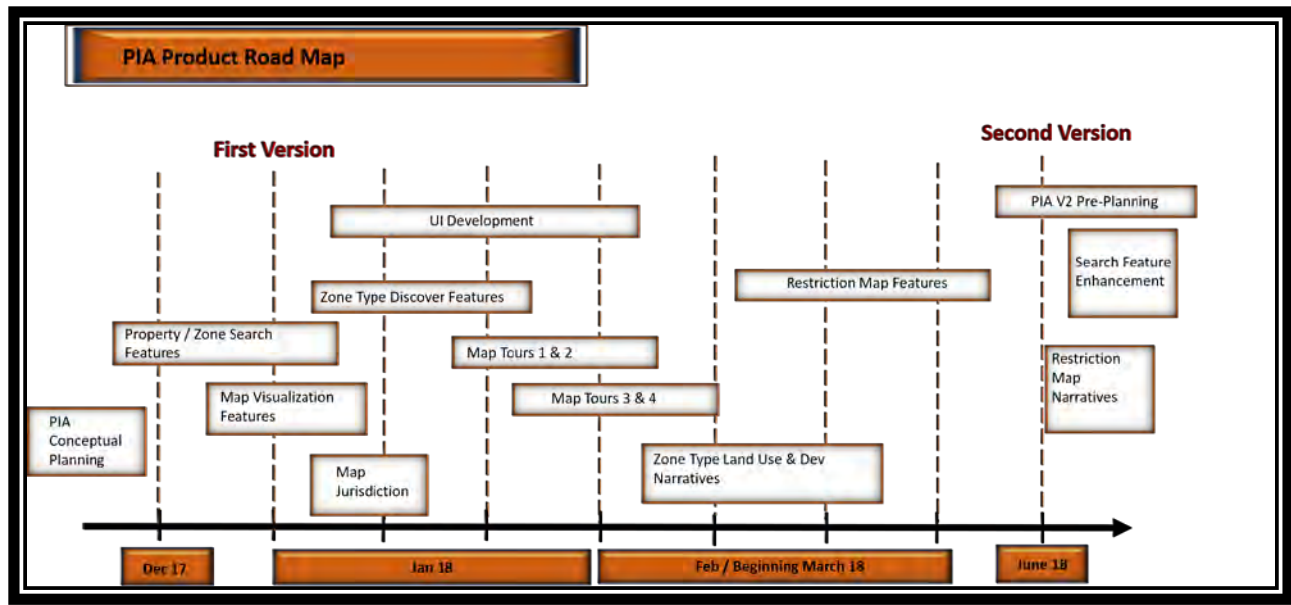 PIA Product Road Map
First Version
Second Version
PIA V2 Pre-Planning
UI Development
Search Feature
Enhancement
Zone Type Discover Features
Restriction Map Features
Property / Zone Search
Features
Map Tours 1 & 2
Restriction
Map
Narratives
Map Visualization
Features
Map Tours 3 & 4
PIA
Conceptual
Planning
Zone Type Land Use & Dev
Narratives
Map
Jurisdiction
Dec 17
Jan 18
Feb / Beginning March 18
June 18